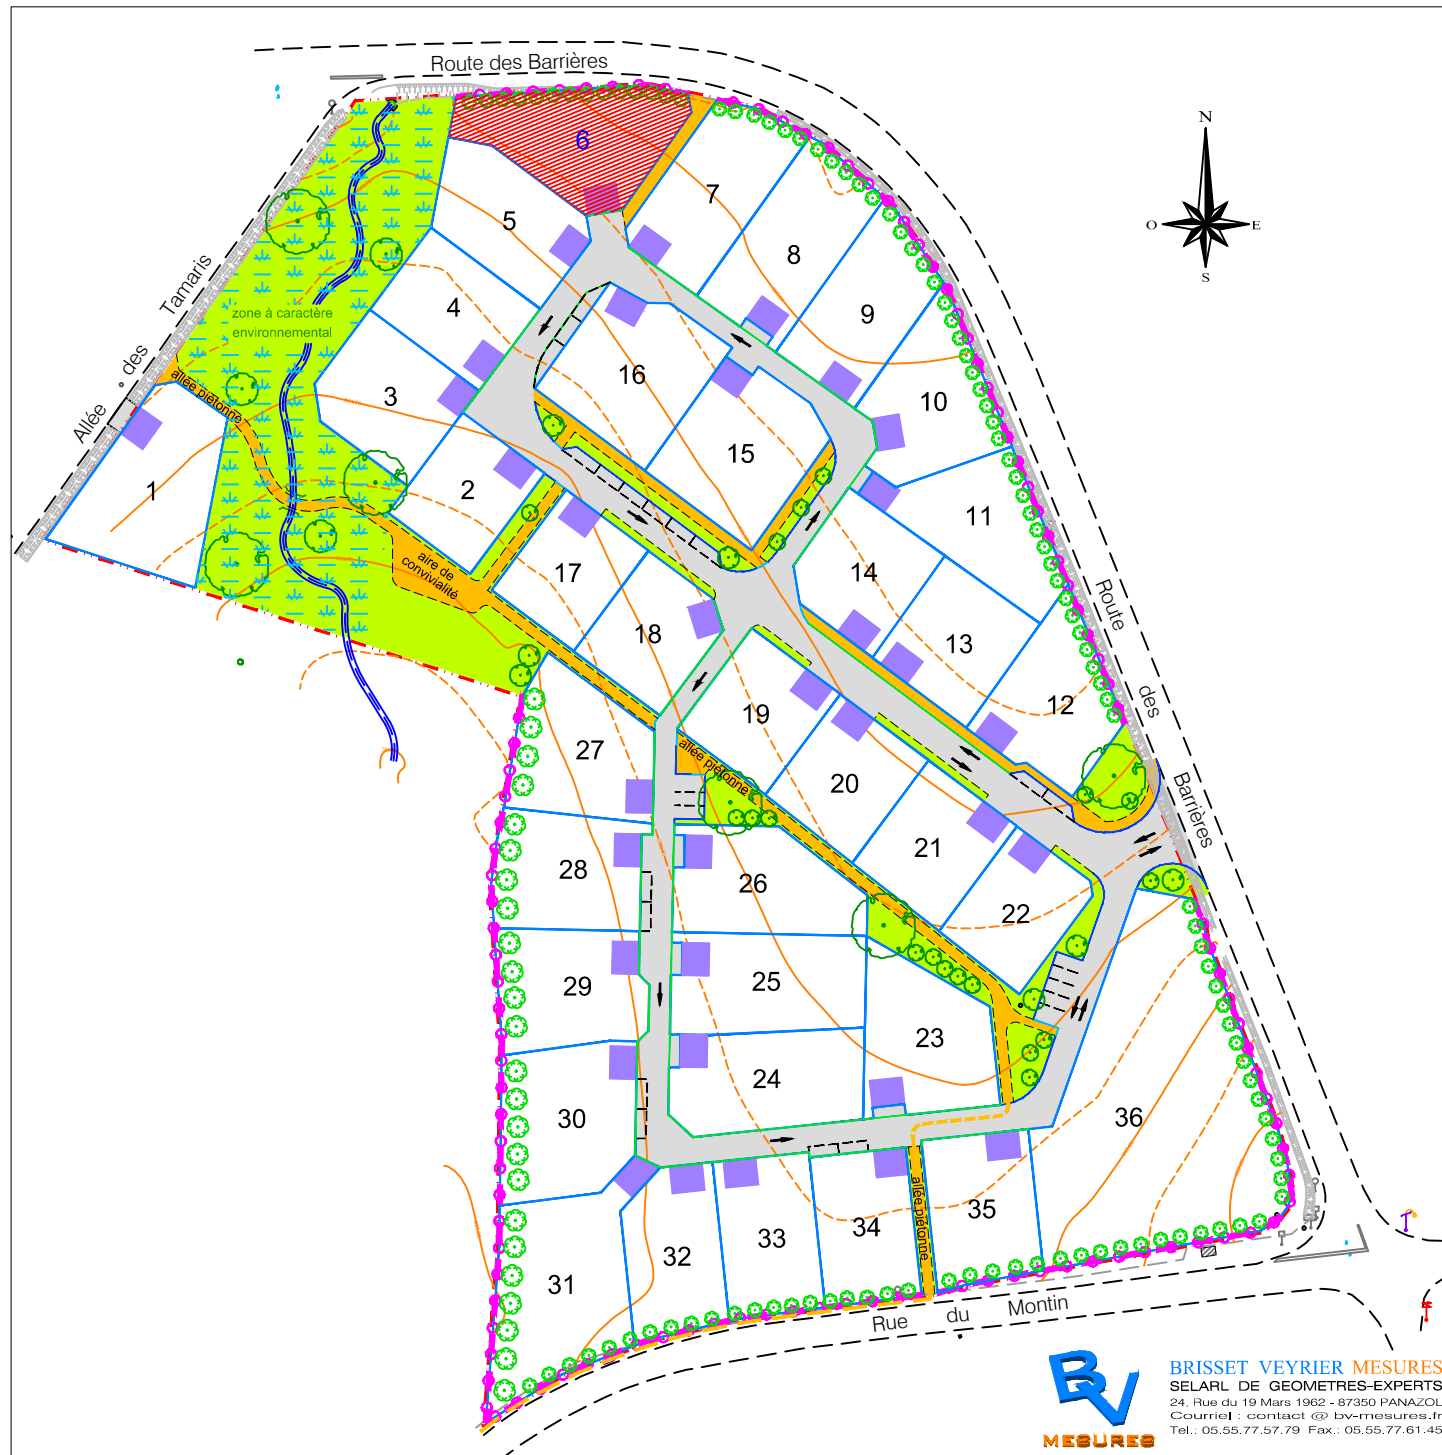 Route des Barrières
N
O
E
S
6
7
5
8
4
9
Allée des Tamaris
zone à caractère
environnemental
allée piétonne
16
3
10
15
1
2
11
aire de
convivialité
17
14
Route des Barrières
18
13
19
12
27
allée piétonne
20
21
28
26
22
29
25
23
24
30
36
allée piétonne
35
34
33
32
31
Rue du Montin
BV
MESURES
BRISSET VEYRIER MESURES
SELARL DE GEOMETRES-EXPERTS
24, Rue du 19 Mars 1962 - 87350 PANAZOL
Courriel : contact @ bv-mesures.fr
Tel.: 05.55.77.57.79 Fax.: 05.55.77.61.45